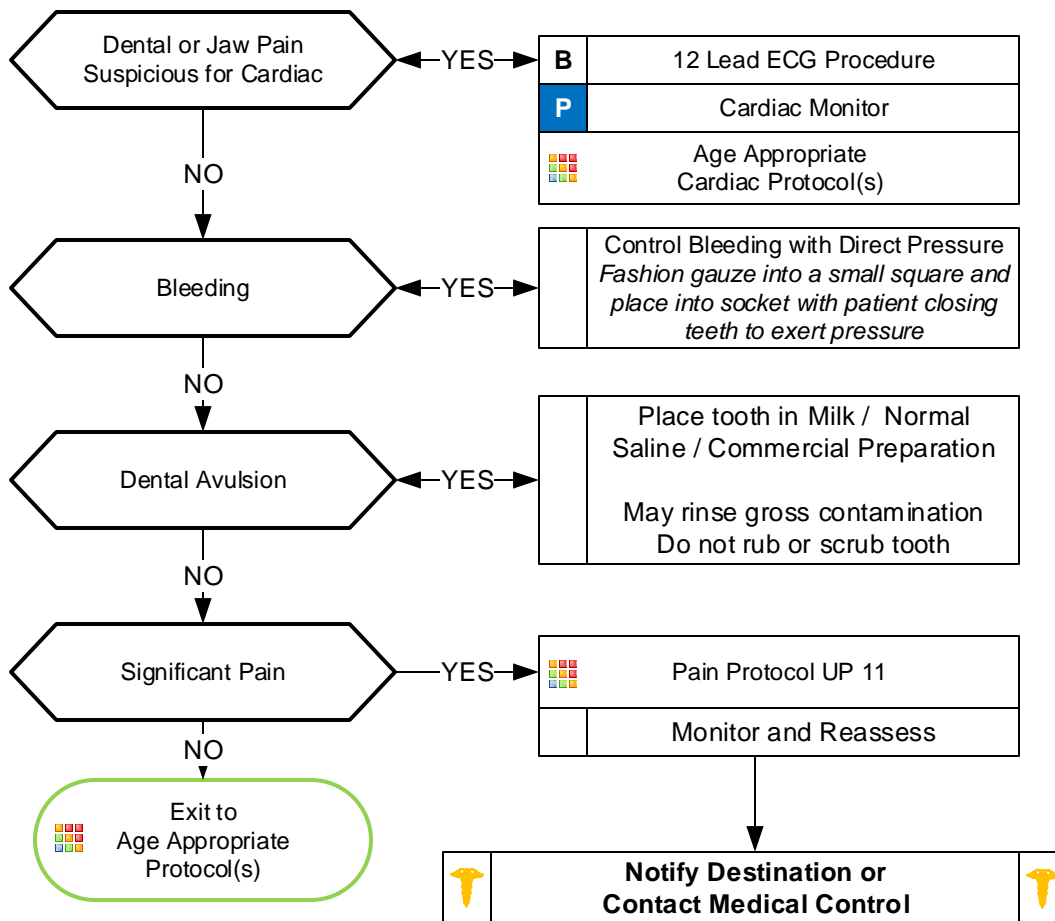 Dental or Jaw Pain
Suspicious for Cardiac
YES
B
12 Lead ECG Procedure
P
Cardiac Monitor
Age Appropriate
Cardiac Protocol(s)
NO
Bleeding
YES
Control Bleeding with Direct Pressure
Fashion gauze into a small square and
place into socket with patient closing
teeth to exert pressure
NO
Dental Avulsion
YES
Place tooth in Milk / Normal
Saline / Commercial Preparation
May rinse gross contamination
Do not rub or scrub tooth
NO
Significant Pain
YES
Pain Protocol UP 11
Monitor and Reassess
NO
Exit to
Age Appropriate
Protocol(s)
Notify Destination or
Contact Medical Control